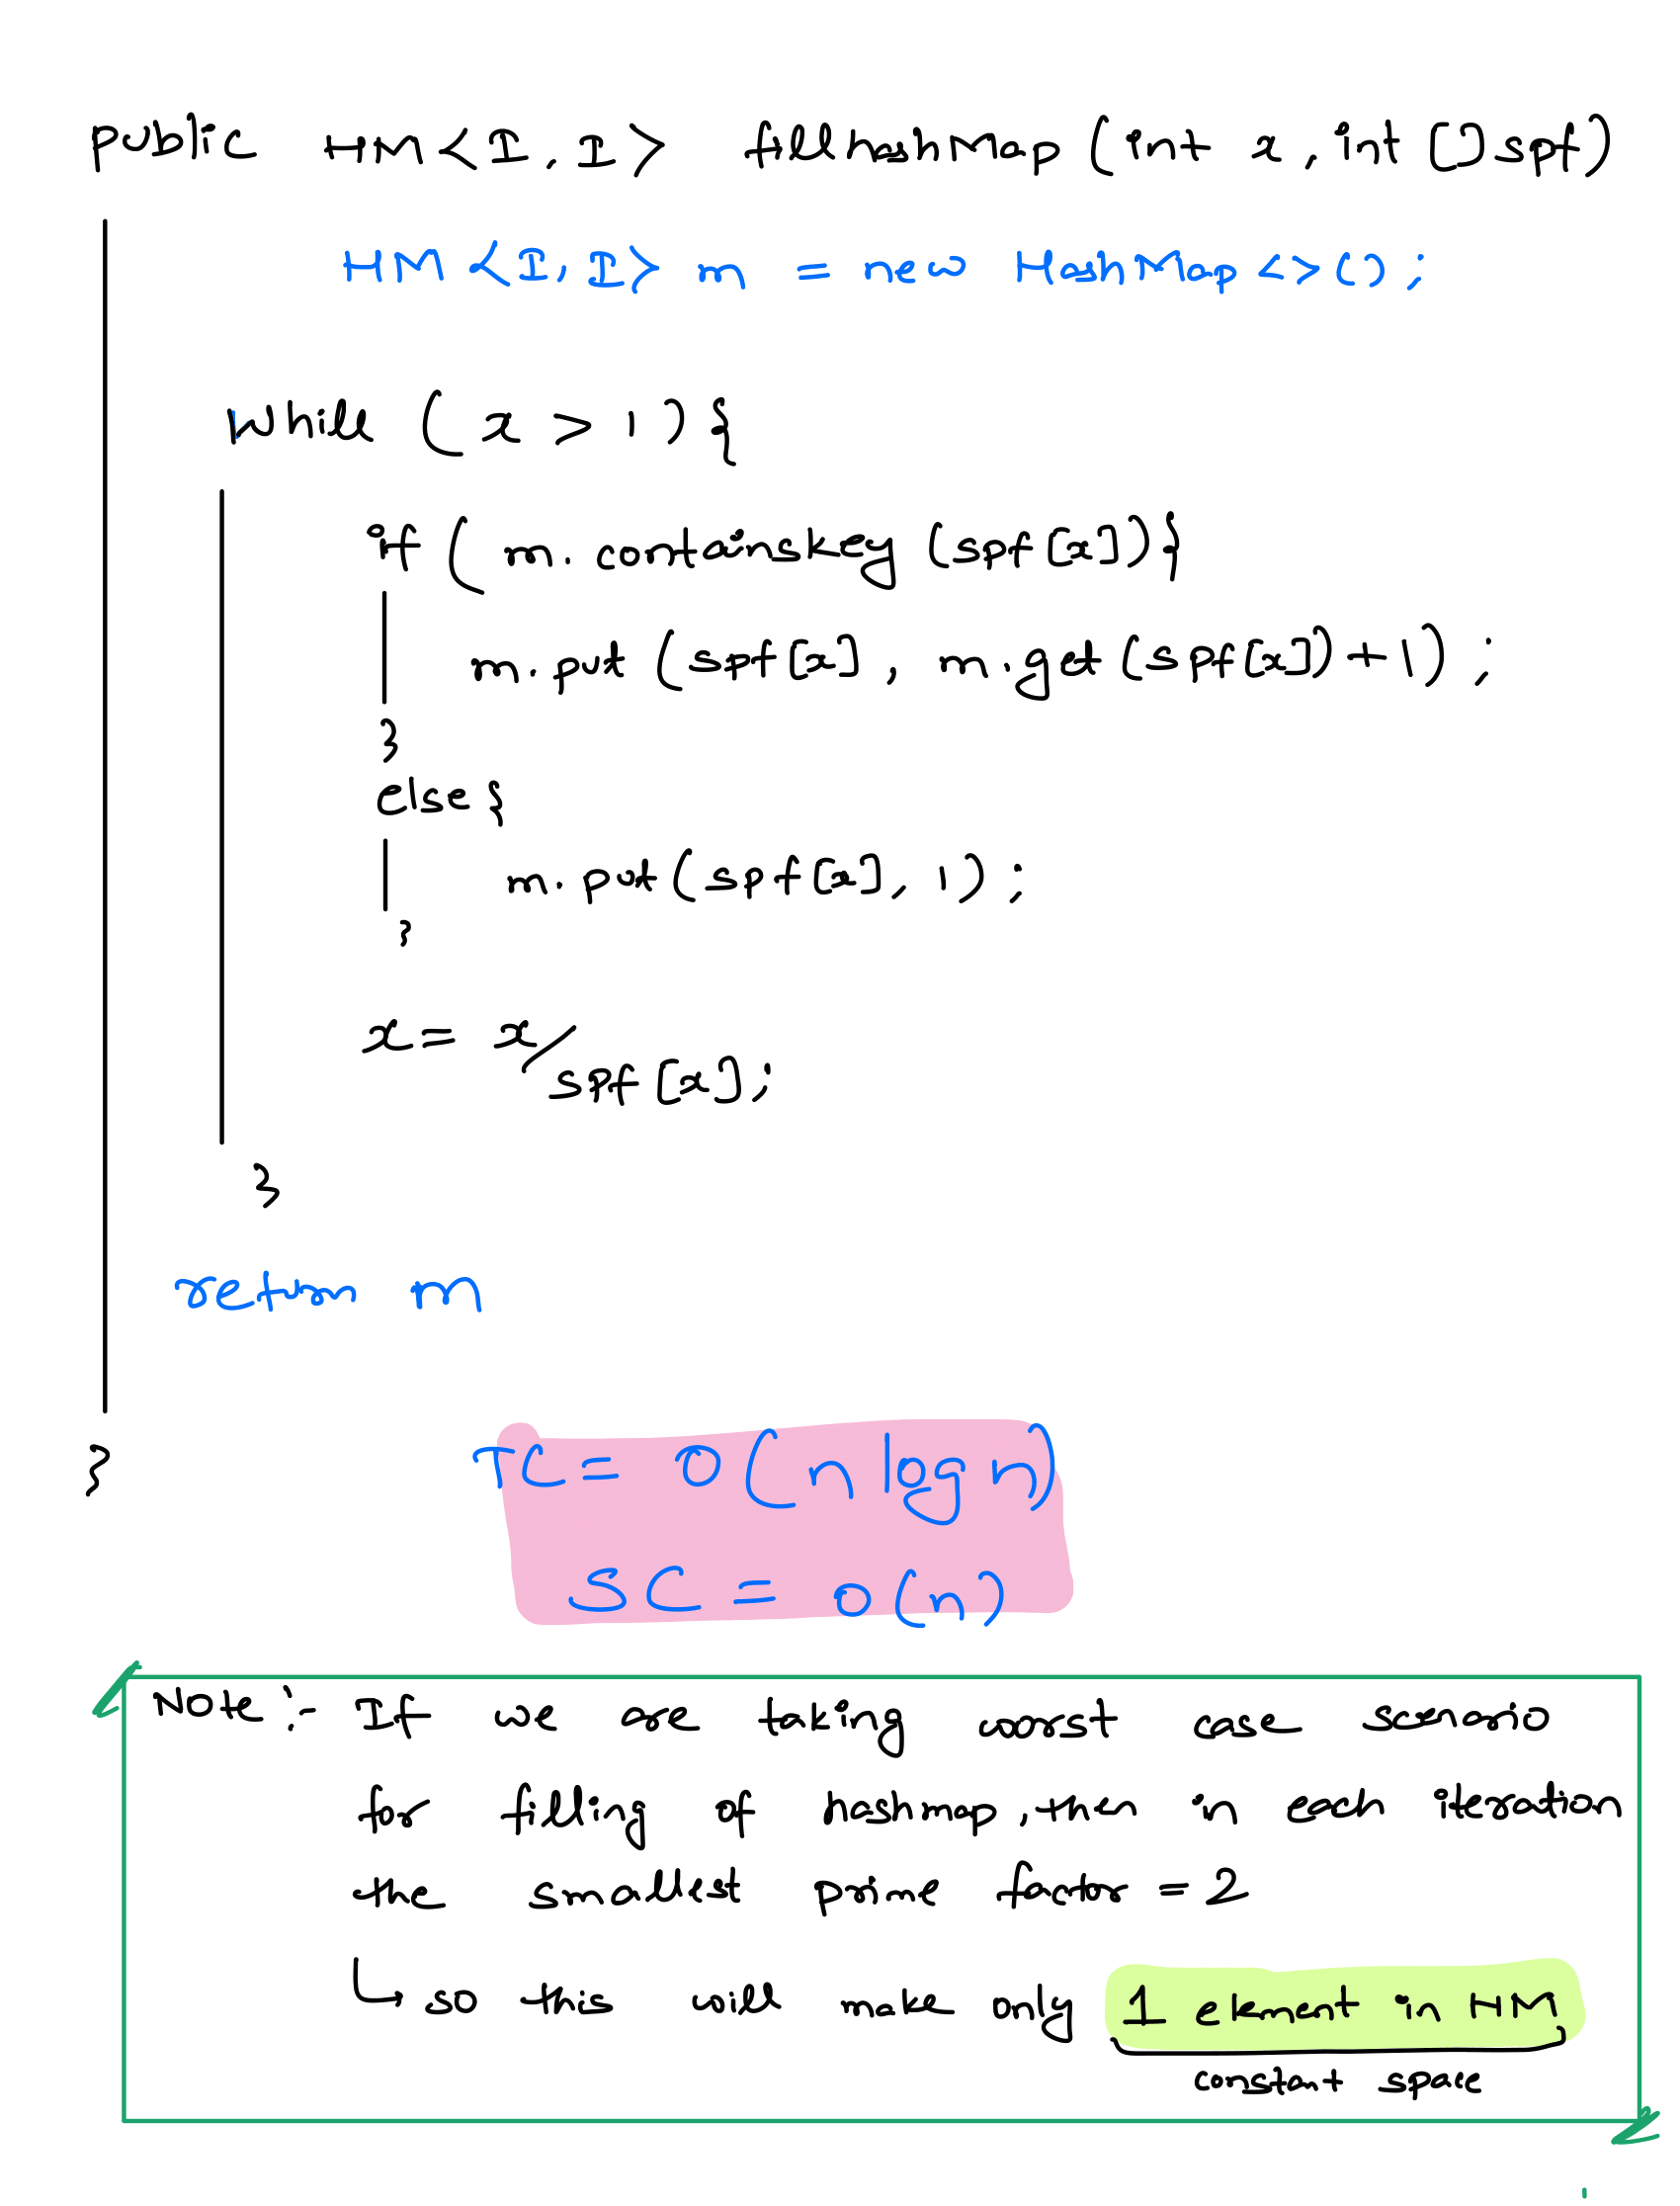 public HM<I, I> fillhashMap (int x, int [] spf)
HM <I, I> m = new HashMap <> ();
while (x > 1) {
if ( m. containskey (spf[x]) {
m. put (spf[x], m. get (spf[x]) + 1) ;
}
else {
m. put (spf[x], 1) ;
}
x = x/
spf [x];
}
return m
}
TC = O(n log n)
SC = O(n)
Note :- If we are taking worst case scenario
for filling of hashmap, then in each iteration
the smallest prime factor = 2
↳ so this will make only 1 element in HM
constant space